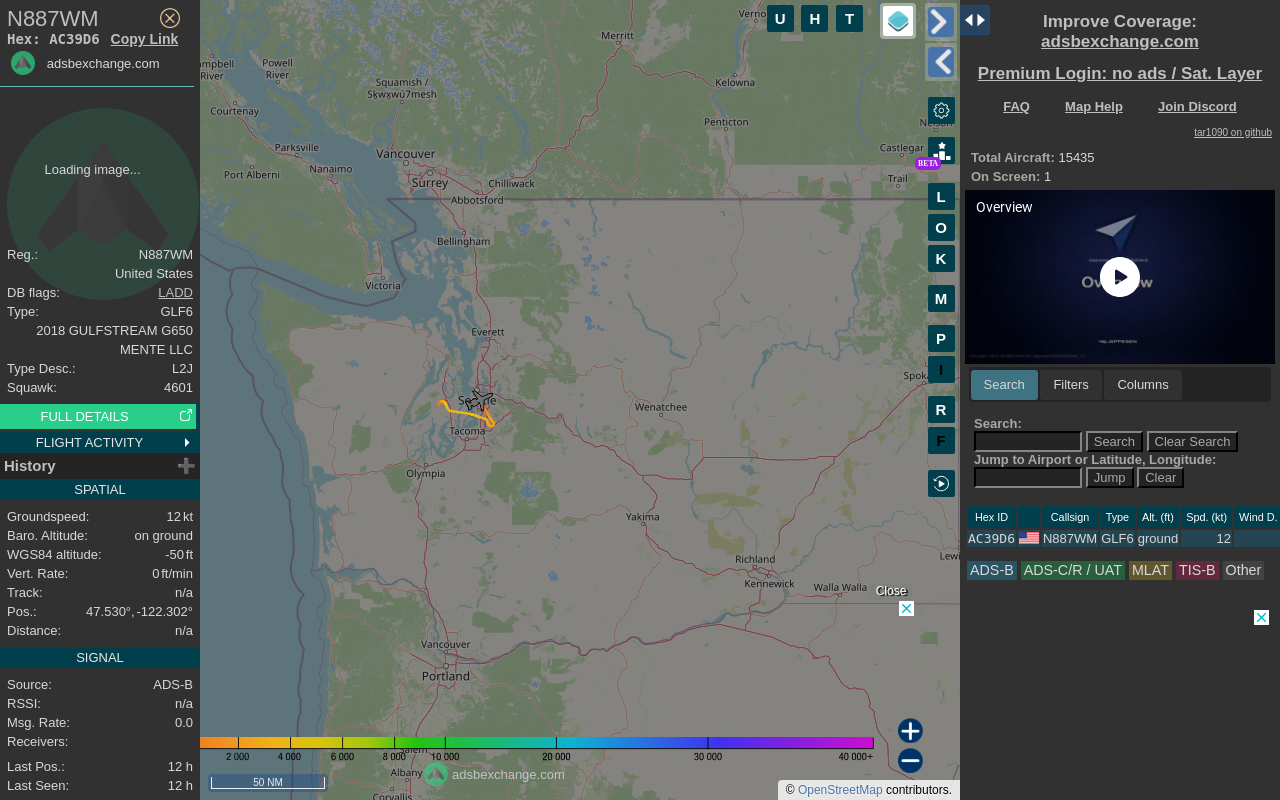 N887WM
Hex: AC39D6 Copy Link
adsbexchange.com
Loading image...
Reg.: N887WM
United States
DB flags: LADD
Type: GLF6
2018 GULFSTREAM G650
MENTE LLC
Type Desc.: L2J
Squawk: 4601
FULL DETAILS
FLIGHT ACTIVITY
History
SPATIAL
Groundspeed: 12 kt
Baro. Altitude: on ground
WGS84 altitude: -50 ft
Vert. Rate: 0 ft/min
Track: n/a
Pos.: 47.530°, -122.302°
Distance: n/a
SIGNAL
Source: ADS-B
RSSI: n/a
Msg. Rate: 0.0
Receivers:
Last Pos.: 12 h
Last Seen: 12 h
U H T
Merritt
Powell
River
River
Squamish /
Sḵwx̱wú7mesh
Kelowna
Courtenay
Penticton
Parksville
Vancouver
Castlegar
BETA
Port Alberni
Nanaimo
Surrey
Chilliwack
Trail
Abbotsford
L
O
Bellingham
K
Victoria
M
Everett
P
I
Wenatchee
R
Tacoma
F
Olympia
Yakima
Richland
Kennewick
Walla Walla
Close
Vancouver
Portland
2 000 4 000 6 000 8 000 10 000 20 000 30 000 40 000+
Albany
adsbexchange.com
50 NM
Corvallis
© OpenStreetMap contributors.
Improve Coverage:
adsbexchange.com
Premium Login: no ads / Sat. Layer
FAQ Map Help Join Discord
tar1090 on github
Total Aircraft: 15435
On Screen: 1
Overview
Overview
JEPPESEN
Search Filters Columns
Search:
Search Clear Search
Jump to Airport or Latitude, Longitude:
Jump Clear
Hex ID Callsign Type Alt. (ft) Spd. (kt) Wind D.
AC39D6 N887WM GLF6 ground 12
ADS-B ADS-C/R / UAT MLAT TIS-B Other